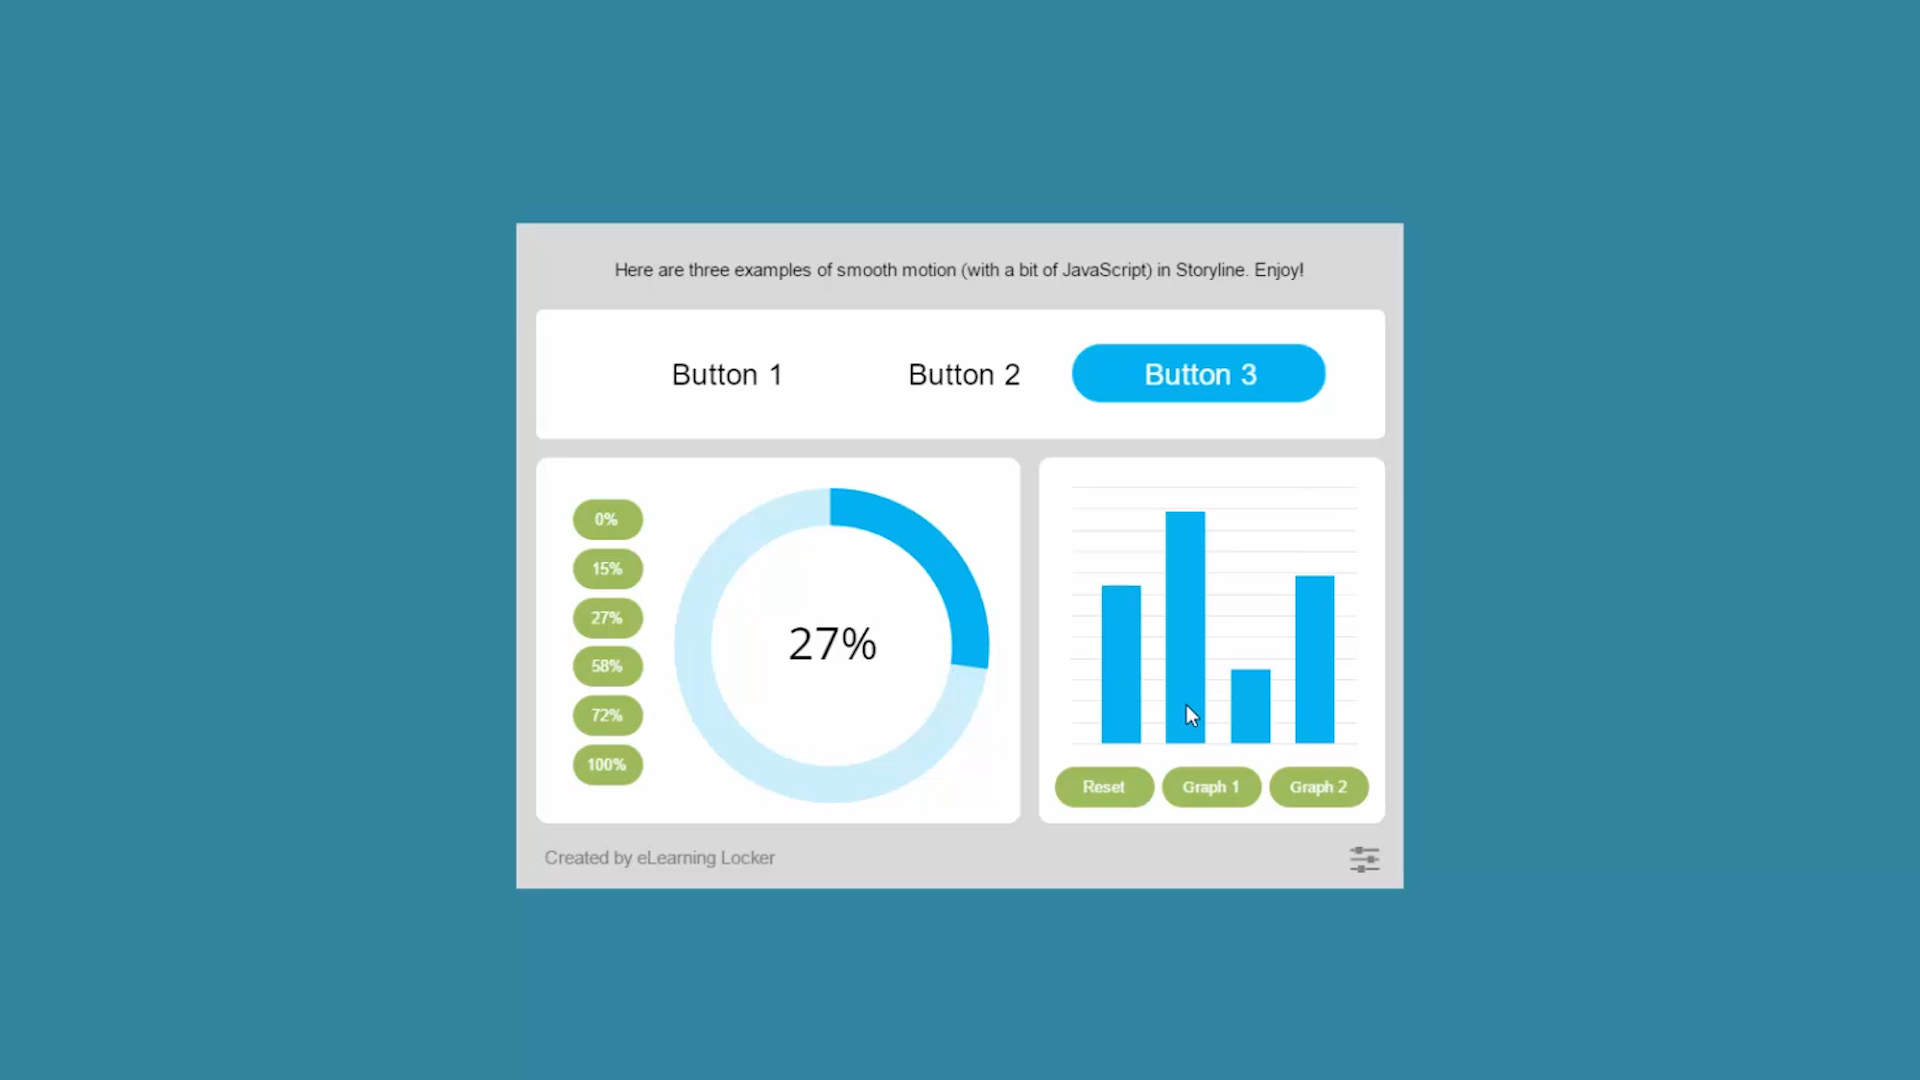 Here are three examples of smooth motion (with a bit of JavaScript) in Storyline. Enjoy!
Button 1
Button 2
Button 3
0%
15%
27%
58%
72%
100%
27%
Reset
Graph 1
Graph 2
Created by eLearning Locker